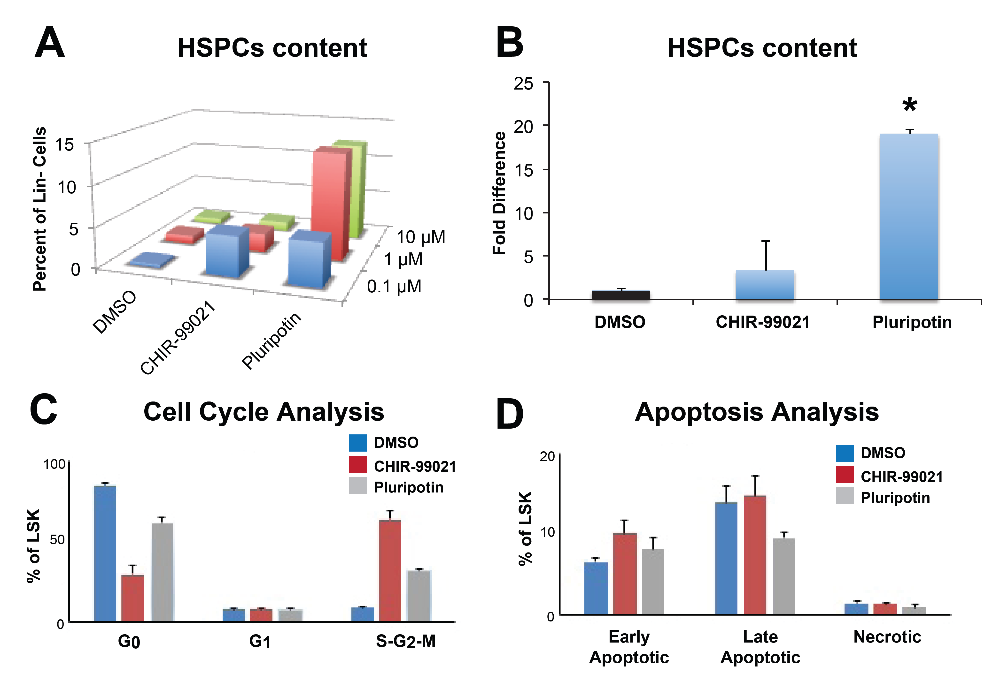 A
HSPCs content
Percent of Lin- Cells
15
10
5
0
DMSO
CHIR-99021
Pluripotin
10 µM
1 µM
0.1 µM
B
HSPCs content
Fold Difference
25
20
15
10
5
0
*
DMSO
CHIR-99021
Pluripotin
C
Cell Cycle Analysis
DMSO
CHIR-99021
Pluripotin
% of LSK
100
50
0
G0
G1
S-G2-M
D
Apoptosis Analysis
DMSO
CHIR-99021
Pluripotin
% of LSK
20
10
0
Early
Apoptotic
Late
Apoptotic
Necrotic